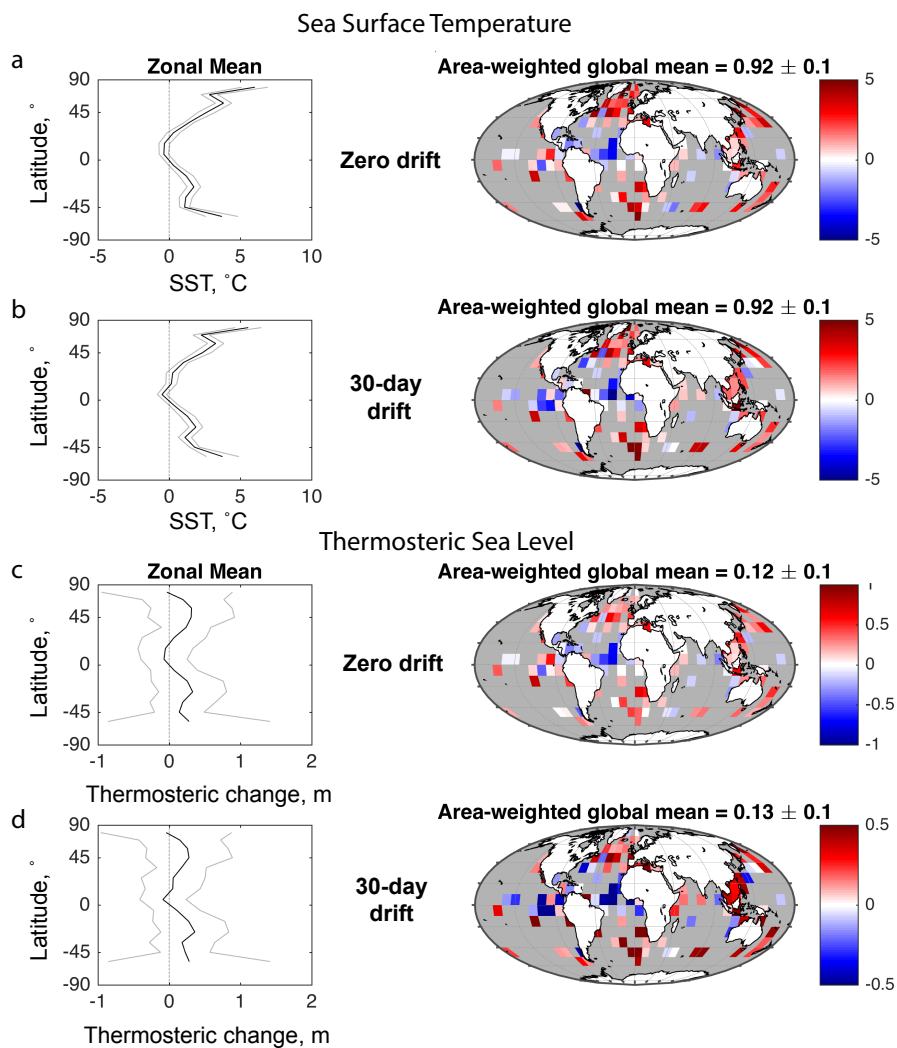 Sea Surface Temperature
a
Zonal Mean
Area-weighted global mean = 0.92 ± 0.1
90
45
0
-45
-90
Latitude, °
-5
0
5
10
SST, °C
Zero drift
5
0
-5
b
Area-weighted global mean = 0.92 ± 0.1
90
45
0
-45
-90
Latitude, °
-5
0
5
10
SST, °C
30-day
drift
5
0
-5
Thermosteric Sea Level
c
Zonal Mean
Area-weighted global mean = 0.12 ± 0.1
90
45
0
-45
-90
Latitude, °
-1
0
1
2
Thermosteric change, m
Zero drift
0.5
0
-0.5
-1
d
Area-weighted global mean = 0.13 ± 0.1
90
45
0
-45
-90
Latitude, °
-1
0
1
2
Thermosteric change, m
30-day
drift
0.5
0
-0.5